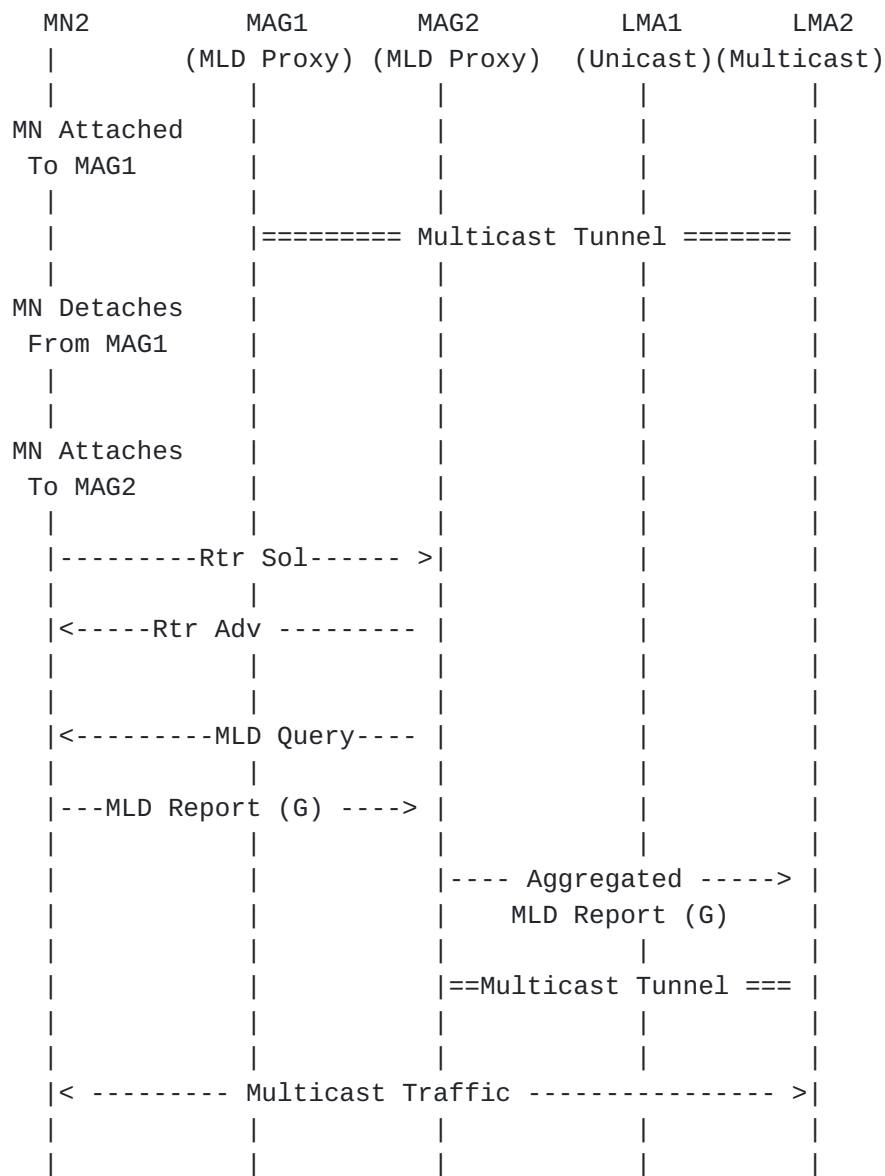 MN2 MAG1 MAG2 LMA1 LMA2
| (MLD Proxy) (MLD Proxy) (Unicast)(Multicast)
| | | | |
MN Attached | | | |
To MAG1 | | | |
| | | | |
| |========= Multicast Tunnel ======= |
| | | | |
MN Detaches | | | |
From MAG1 | | | |
| | | | |
| | | | |
MN Attaches | | | |
To MAG2 | | | |
| | | | |
|---------Rtr Sol------ >| | |
| | | | |
|<-----Rtr Adv --------- | | |
| | | | |
| | | | |
|<---------MLD Query---- | | |
| | | | |
|---MLD Report (G) ----> | | |
| | | | |
| | |---- Aggregated -----> |
| | | MLD Report (G) |
| | | | |
| | |==Multicast Tunnel === |
| | | | |
| | | | |
|< --------- Multicast Traffic --------------- >|
| | | | |
| | | | |